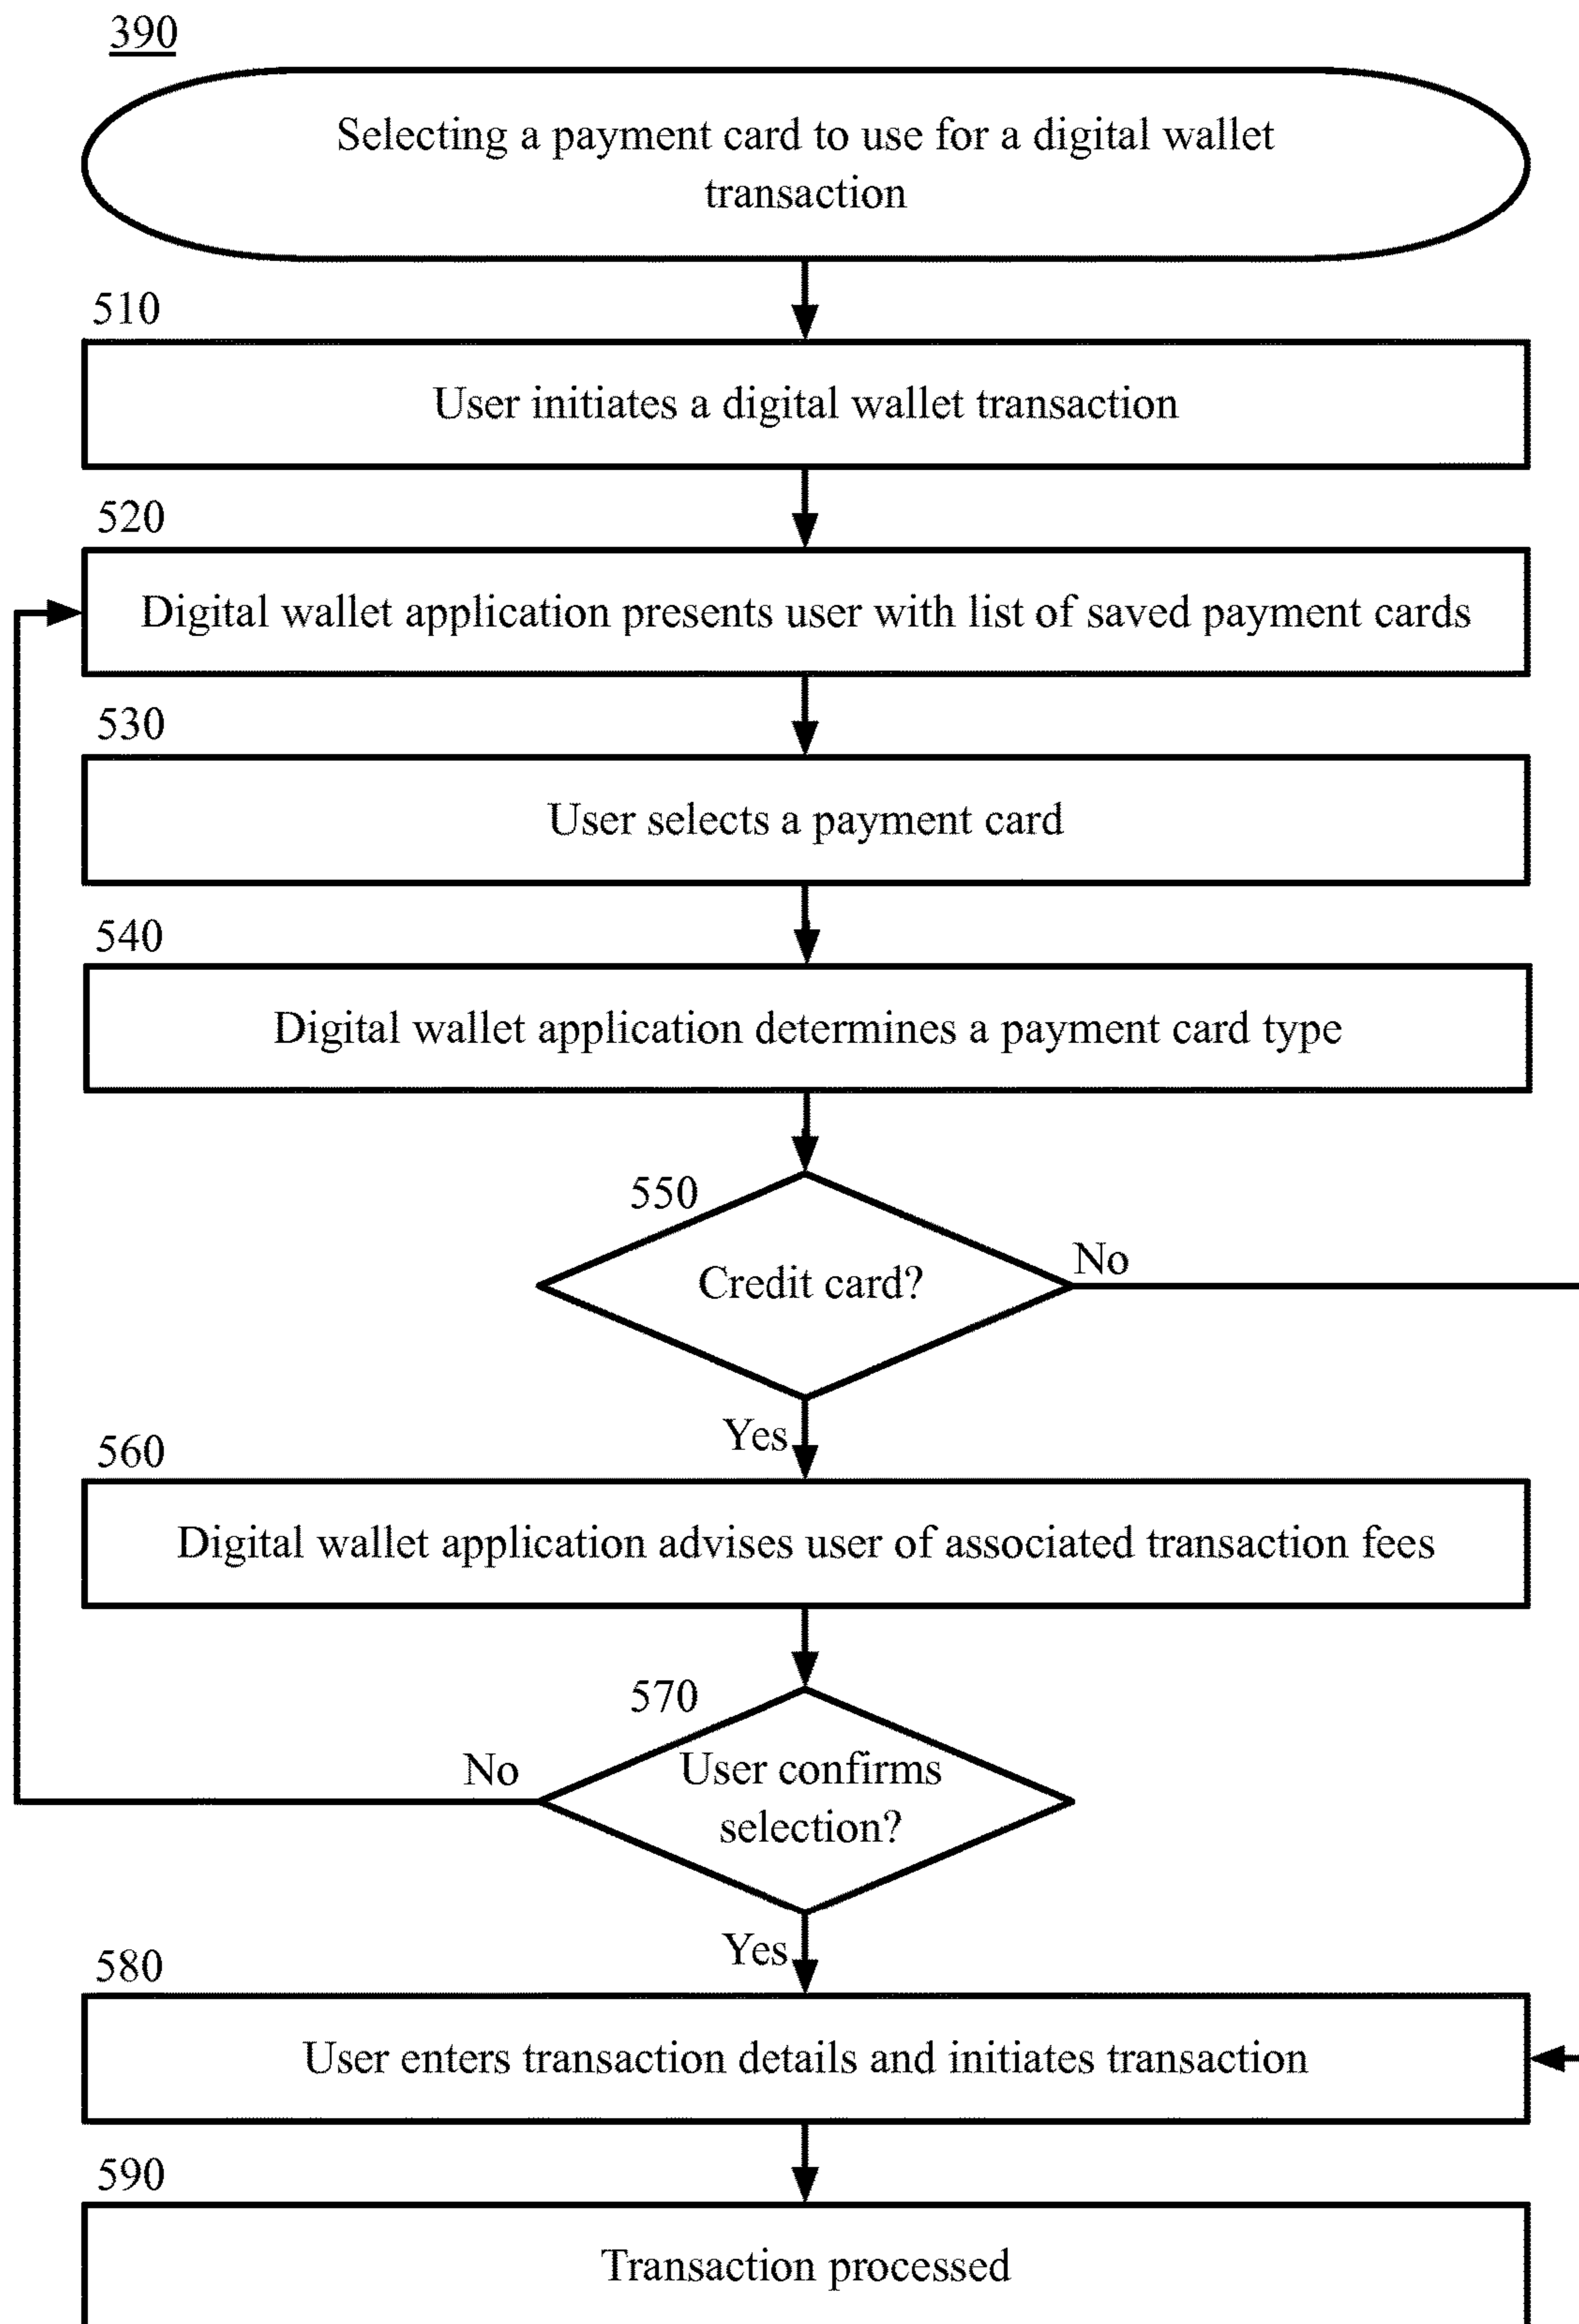 390
Selecting a payment card to use for a digital wallet
transaction
510
User initiates a digital wallet transaction
520
Digital wallet application presents user with list of saved payment cards
530
User selects a payment card
540
Digital wallet application determines a payment card type
550
Credit card?
No
Yes
560
Digital wallet application advises user of associated transaction fees
570
User confirms
selection?
No
Yes
580
User enters transaction details and initiates transaction
590
Transaction processed